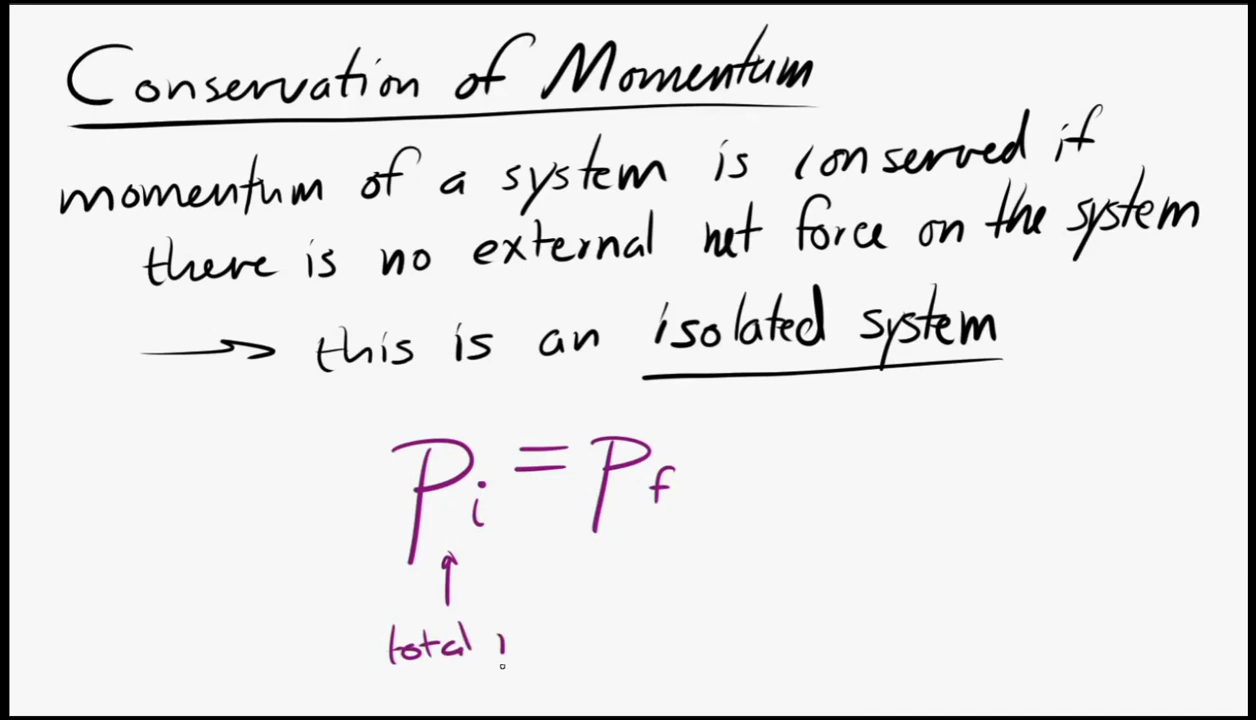 Conservation of Momentum
momentum of a system is conserved if
there is no external net force on the system
→ this is an isolated system
Pi = Pf
↑
total